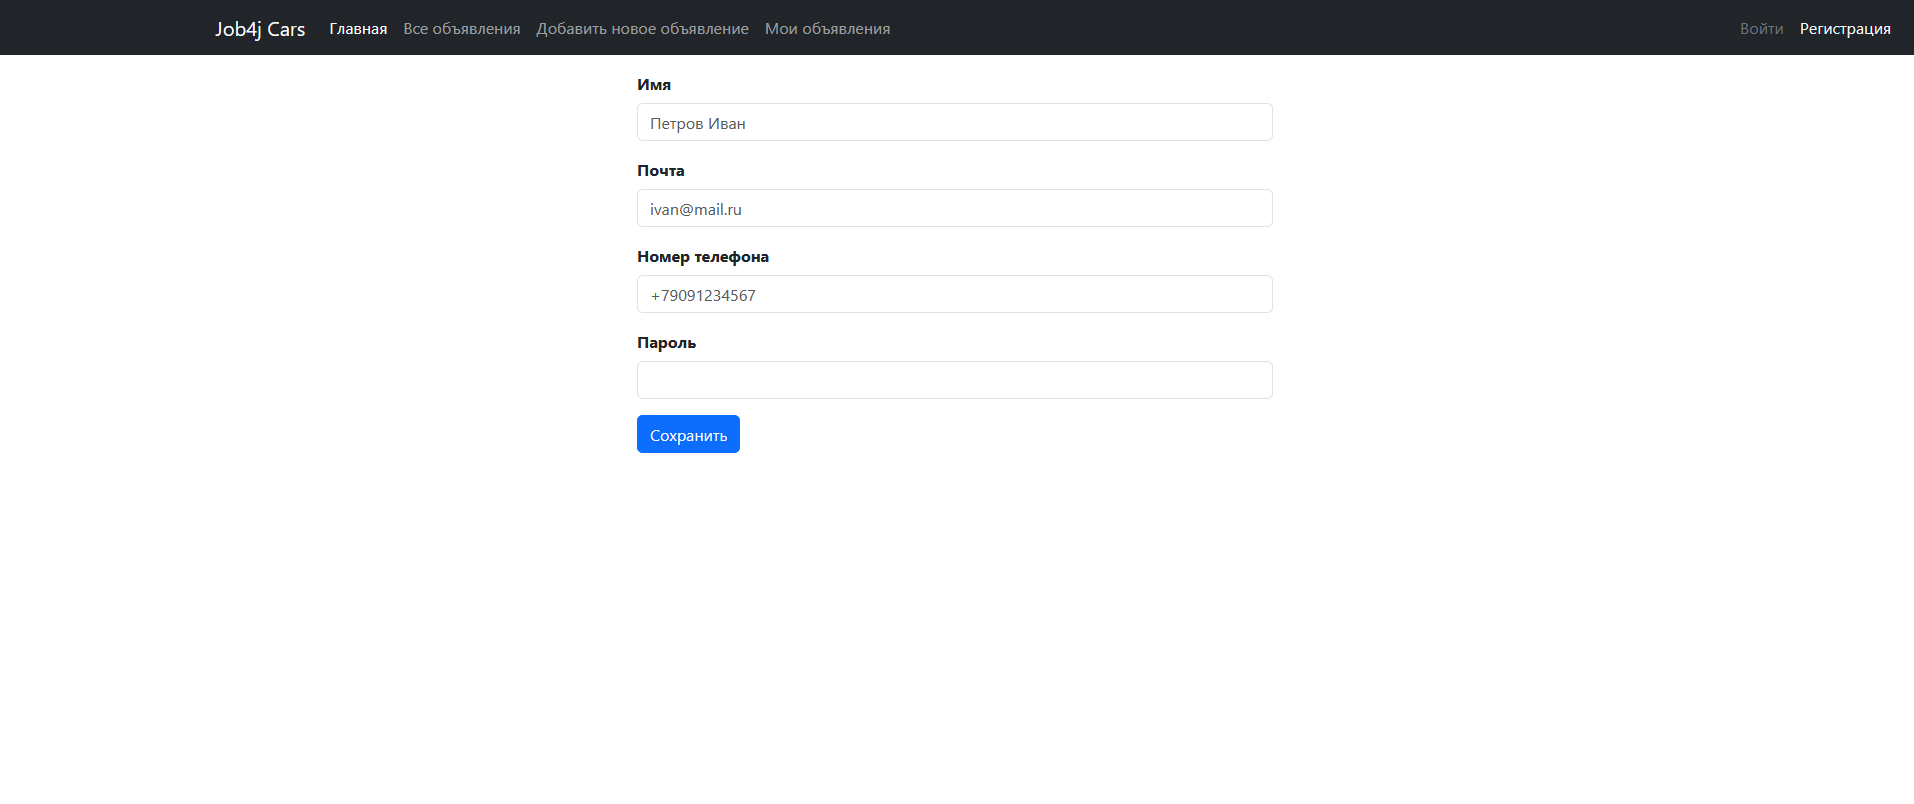 Job4j Cars Главная Все объявления Добавить новое объявление Мои объявления Войти Регистрация
Имя
Петров Иван
Почта
ivan@mail.ru
Номер телефона
+79091234567
Пароль
Сохранить